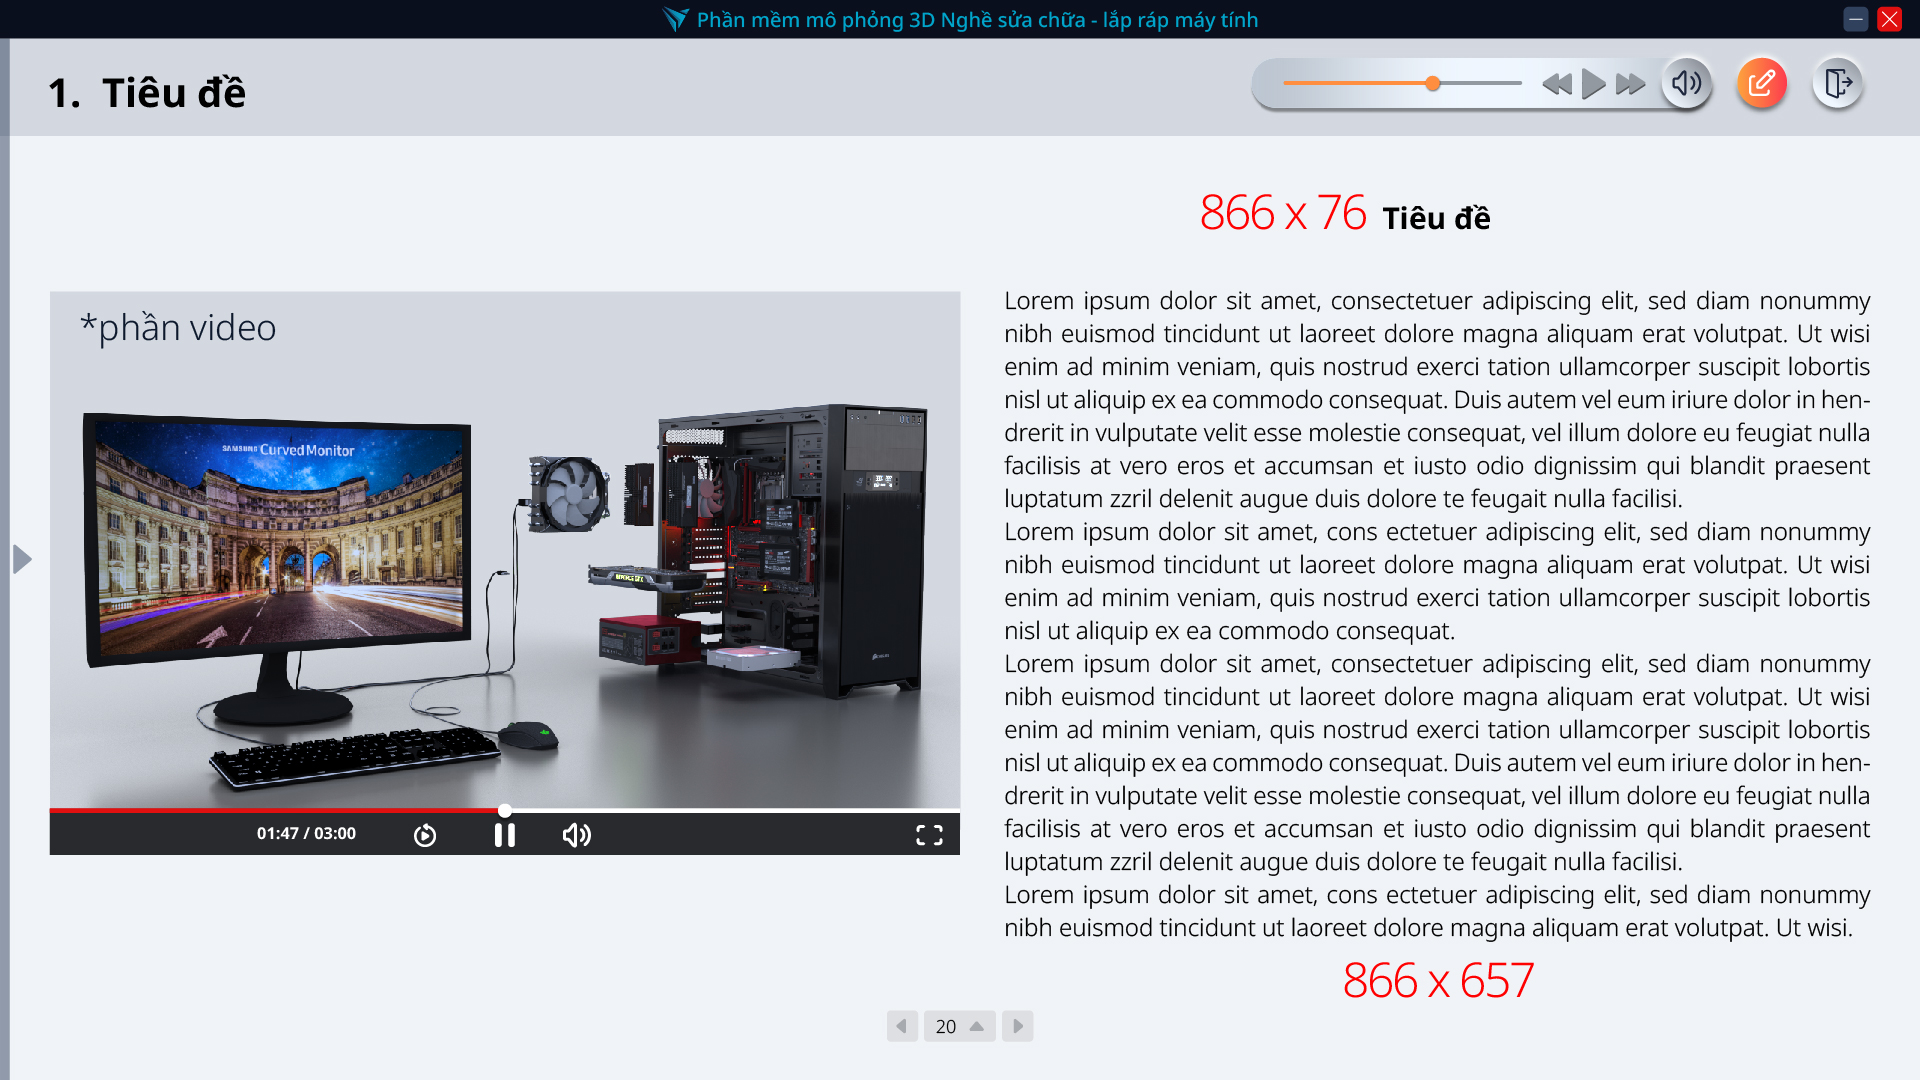 Phần mềm mô phỏng 3D Nghề sửa chữa - lắp ráp máy tính
1. Tiêu đề
866 x 76 Tiêu đề
*phần video
SAMSUNG Curved Monitor
GEFORCE GTX
01:47 / 03:00
Lorem ipsum dolor sit amet, consectetuer adipiscing elit, sed diam nonummy
nibh euismod tincidunt ut laoreet dolore magna aliquam erat volutpat. Ut wisi
enim ad minim veniam, quis nostrud exerci tation ullamcorper suscipit lobortis
nisl ut aliquip ex ea commodo consequat. Duis autem vel eum iriure dolor in hen-
drerit in vulputate velit esse molestie consequat, vel illum dolore eu feugiat nulla
facilisis at vero eros et accumsan et iusto odio dignissim qui blandit praesent
luptatum zzril delenit augue duis dolore te feugait nulla facilisi.
Lorem ipsum dolor sit amet, cons ectetuer adipiscing elit, sed diam nonummy
nibh euismod tincidunt ut laoreet dolore magna aliquam erat volutpat. Ut wisi
enim ad minim veniam, quis nostrud exerci tation ullamcorper suscipit lobortis
nisl ut aliquip ex ea commodo consequat.
Lorem ipsum dolor sit amet, consectetuer adipiscing elit, sed diam nonummy
nibh euismod tincidunt ut laoreet dolore magna aliquam erat volutpat. Ut wisi
enim ad minim veniam, quis nostrud exerci tation ullamcorper suscipit lobortis
nisl ut aliquip ex ea commodo consequat. Duis autem vel eum iriure dolor in hen-
drerit in vulputate velit esse molestie consequat, vel illum dolore eu feugiat nulla
facilisis at vero eros et accumsan et iusto odio dignissim qui blandit praesent
luptatum zzril delenit augue duis dolore te feugait nulla facilisi.
Lorem ipsum dolor sit amet, cons ectetuer adipiscing elit, sed diam nonummy
nibh euismod tincidunt ut laoreet dolore magna aliquam erat volutpat. Ut wisi.
866 x 657
20